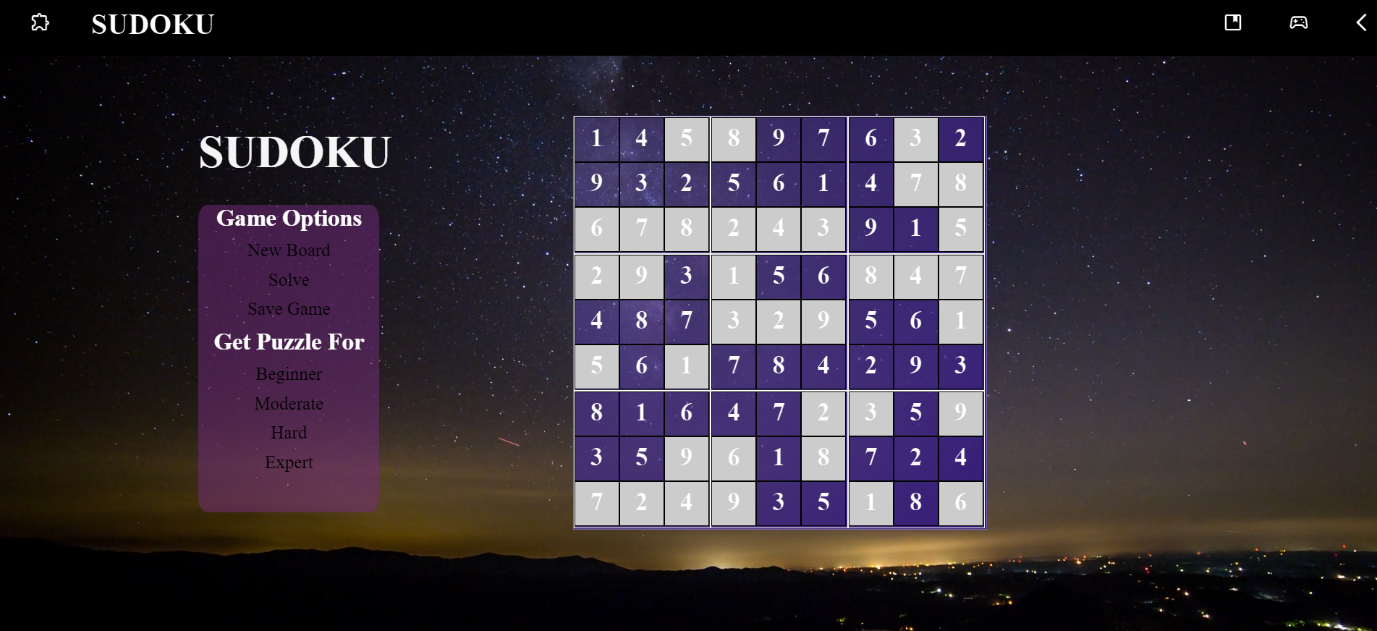 SUDOKU
SUDOKU
Game Options
New Board
Solve
Save Game
Get Puzzle For
Beginner
Moderate
Hard
Expert
1 4 5 8 9 7 6 3 2
9 3 2 5 6 1 4 7 8
6 7 8 2 4 3 9 1 5
2 9 3 1 5 6 8 4 7
4 8 7 3 2 9 5 6 1
5 6 1 7 8 4 2 9 3
8 1 6 4 7 2 3 5 9
3 5 9 6 1 8 7 2 4
7 2 4 9 3 5 1 8 6